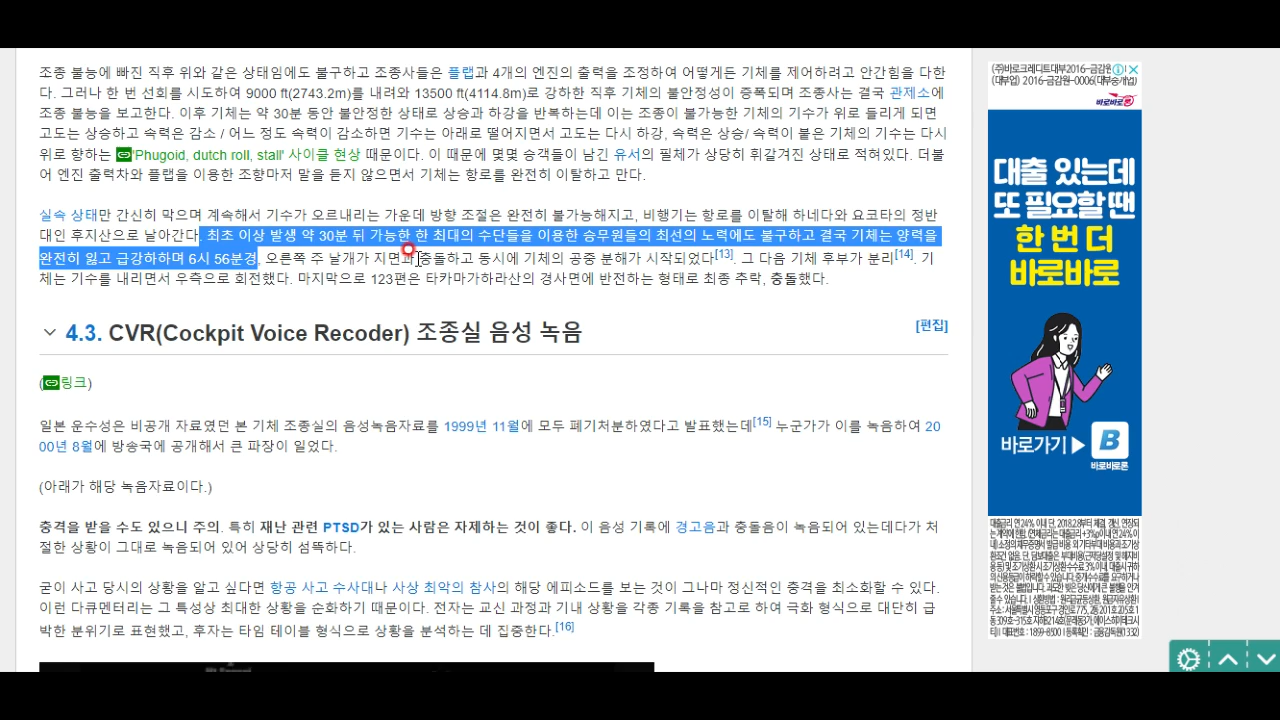 조종 불능에 빠진 직후 위와 같은 상태임에도 불구하고 조종사들은 플랩과 4개의 엔진의 출력을 조정하여 어떻게든 기체를 제어하려고 안간힘을 다한
다. 그러나 한 번 선회를 시도하여 9000 ft(2743.2m)를 내려와 13500 ft(4114.8m)로 강하한 직후 기체의 불안정성이 증폭되며 조종사는 결국 관제소에
조종 불능을 보고한다. 이후 기체는 약 30분 동안 불안정한 상태로 상승과 하강을 반복하는데 이는 조종이 불가능한 기체의 기수가 위로 들리게 되면
고도는 상승하고 속력은 감소 / 어느 정도 속력이 감소하면 기수는 아래로 떨어지면서 고도는 다시 하강, 속력은 상승/ 속력이 붙은 기체의 기수는 다시
위로 향하는 'Phugoid, dutch roll, stall' 사이클 현상 때문이다. 이 때문에 몇몇 승객들이 남긴 유서의 필체가 상당히 휘갈겨진 상태로 적혀있다. 더불
어 엔진 출력차와 플랩을 이용한 조향마저 말을 듣지 않으면서 기체는 항로를 완전히 이탈하고 만다.
실속 상태만 간신히 막으며 계속해서 기수가 오르내리는 가운데 방향 조절은 완전히 불가능해지고, 비행기는 항로를 이탈해 하네다와 요코타의 정반
대인 후지산으로 날아간다. 최초 이상 발생 약 30분 뒤 가능한 한 최대의 수단들을 이용한 승무원들의 최선의 노력에도 불구하고 결국 기체는 양력을
완전히 잃고 급강하하며 6시 56분경, 오른쪽 주 날개가 지면과 충돌하고 동시에 기체의 공중 분해가 시작되었다[13]. 그 다음 기체 후부가 분리[14]. 기
체는 기수를 내리면서 우측으로 회전했다. 마지막으로 123편은 타카마가하라산의 경사면에 반전하는 형태로 최종 추락, 충돌했다.
4.3. CVR(Cockpit Voice Recoder) 조종실 음성 녹음
[편집]
(링크)
일본 운수성은 비공개 자료였던 본 기체 조종실의 음성녹음자료를 1999년 11월에 모두 폐기처분하였다고 발표했는데[15] 누군가가 이를 녹음하여 20
00년 8월에 방송국에 공개해서 큰 파장이 일었다.
(아래가 해당 녹음자료이다.)
충격을 받을 수도 있으니 주의. 특히 재난 관련 PTSD가 있는 사람은 자제하는 것이 좋다. 이 음성 기록에 경고음과 충돌음이 녹음되어 있는데다가 처
절한 상황이 그대로 녹음되어 있어 상당히 섬뜩하다.
굳이 사고 당시의 상황을 알고 싶다면 항공 사고 수사대나 사상 최악의 참사의 해당 에피소드를 보는 것이 그나마 정신적인 충격을 최소화할 수 있다.
이런 다큐멘터리는 그 특성상 최대한 상황을 순화하기 때문이다. 전자는 교신 과정과 기내 상황을 각종 기록을 참고로 하여 극화 형식으로 대단히 급
박한 분위기로 표현했고, 후자는 타임 테이블 형식으로 상황을 분석하는 데 집중한다.[16]
(주)바로크레디트대부2016-금감원
(대부업) 2016-금감원-0006(대부중개업)
바로바로
대출 있는데
또 필요할 땐
한 번 더
바로바로
바로가기
B
바로바로론